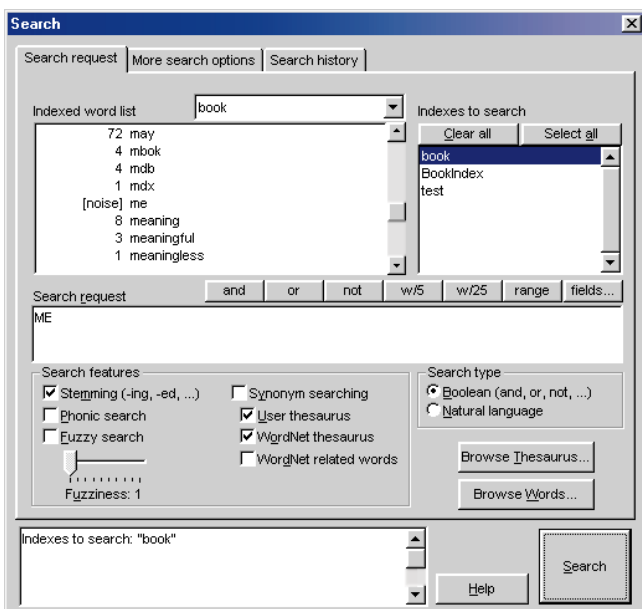 Search
Search request More search options Search history
Indexed word list book Indexes to search
Clear all Select all
72 may
4 mbok
4 mdb
1 mdx
[noise] me
8 meaning
3 meaningful
1 meaningless
book
BookIndex
test
Search request and or not w/5 w/25 range fields...
ME
Search features
Stemming (-ing, -ed, ...)
Phonic search
Fuzzy search
Fuzziness: 1
Synonym searching
User thesaurus
WordNet thesaurus
WordNet related words
Search type
Boolean (and, or, not, ...)
Natural language
Browse Thesaurus...
Browse Words...
Indexes to search: "book"
Help
Search